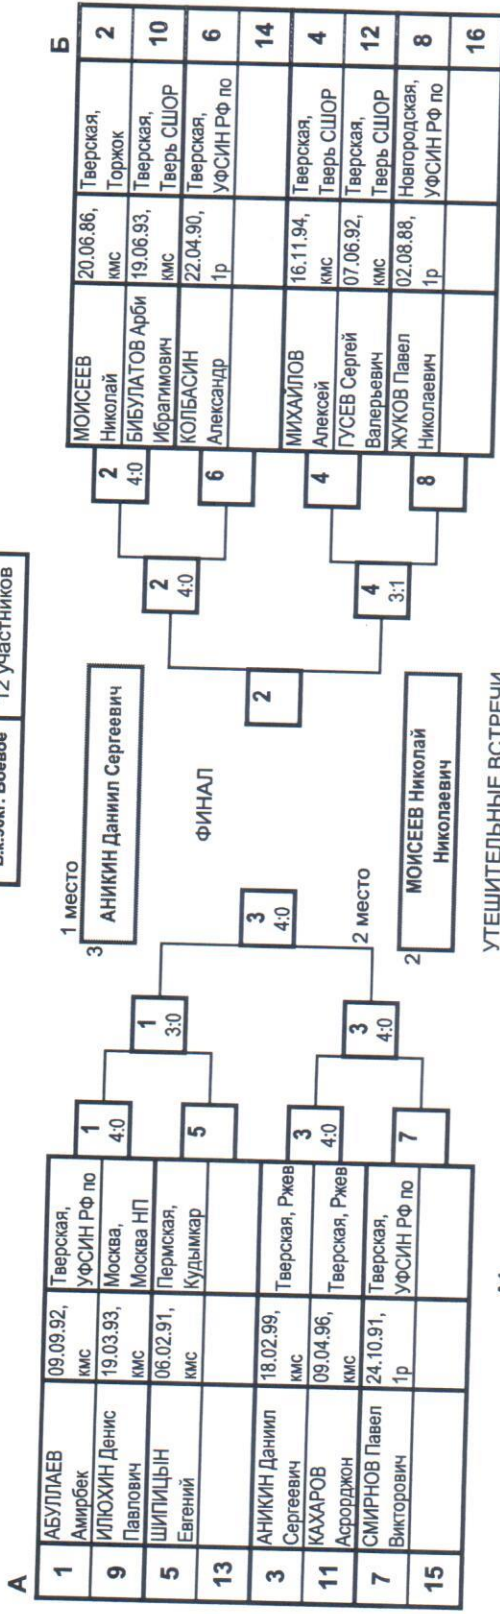 В.к.90кг. Боевое 12 участников
А
1 АБУЛЛАЕВ Амирбек 09.09.92, кмс Тверская, УФСИН РФ по
9 ИЛЮХИН Денис Павлович 19.03.93, кмс Москва, Москва НП
5 ШИПИЦЫН Евгений 06.02.91, кмс Пермская, Кудымкар
13
3 АНИКИН Даниил Сергеевич 18.02.99, кмс Тверская, Ржев
11 КАХАРОВ Асрорджон 09.04.96, кмс Тверская, Ржев
7 СМИРНОВ Павел Викторович 24.10.91, 1р Тверская, УФСИН РФ по
15
1
4:0
5
3
4:0
7
1
3:0
3
4:0
3
4:0
1 место
3 АНИКИН Даниил Сергеевич
ФИНАЛ
2 место
2 МОИСЕЕВ Николай
Николаевич
УТЕШИТЕЛЬНЫЕ ВСТРЕЧИ
2
2
4:0
4
3:1
2
4:0
6
4
8
Б
МОИСЕЕВ Николай 20.06.86, кмс Тверская, Торжок 2
БИБУЛАТОВ Арби Ибрагимович 19.06.93, кмс Тверская, Тверь СШОР 10
КОЛБАСИН Александр 22.04.90, 1р Тверская, УФСИН РФ по 6
14
МИХАЙЛОВ Алексей 16.11.94, кмс Тверская, Тверь СШОР 4
ГУСЕВ Сергей Валерьевич 07.06.92, кмс Тверская, Тверь СШОР 12
ЖУКОВ Павел Николаевич 02.08.88, 1р Новгородская, УФСИН РФ по 8
16